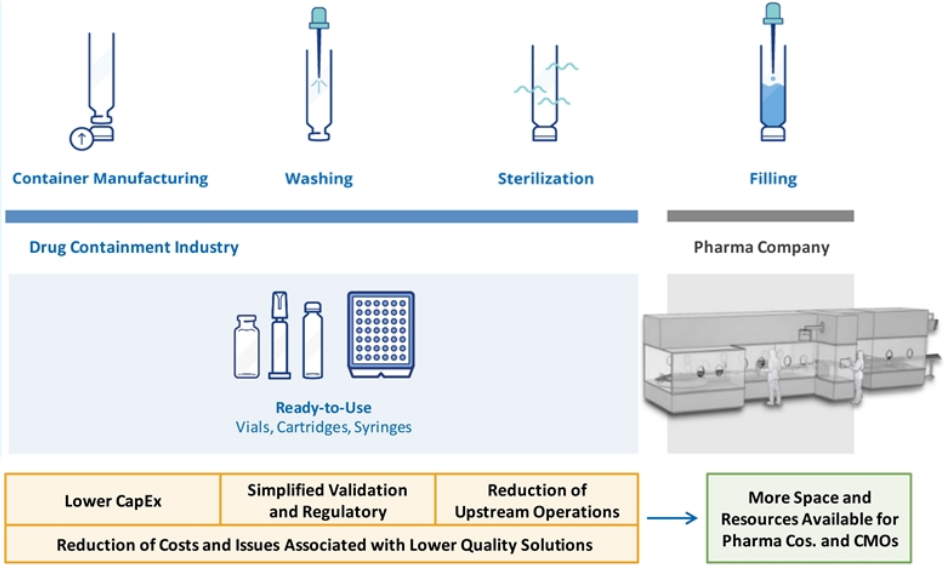 Container Manufacturing
Washing
Sterilization
Filling
Drug Containment Industry
Pharma Company
Ready-to-Use
Vials, Cartridges, Syringes
Lower CapEx
Simplified Validation
and Regulatory
Reduction of
Upstream Operations
Reduction of Costs and Issues Associated with Lower Quality Solutions
More Space and
Resources Available for
Pharma Cos. and CMOs